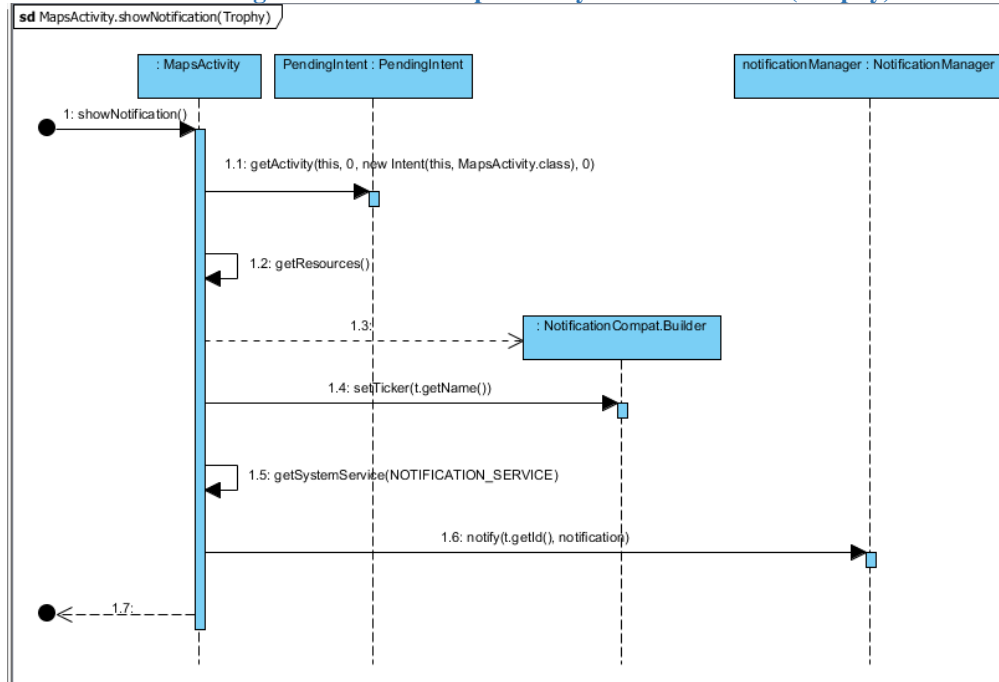 sd MapsActivity.showNotification(Trophy)
: MapsActivity
PendingIntent : PendingIntent
notificationManager : NotificationManager
1: showNotification()
1.1: getActivity(this, 0, new Intent(this, MapsActivity.class), 0)
1.2: getResources()
1.3:
: NotificationCompat.Builder
1.4: setTicker(t.getName())
1.5: getSystemService(NOTIFICATION_SERVICE)
1.6: notify(t.getId(), notification)
1.7: